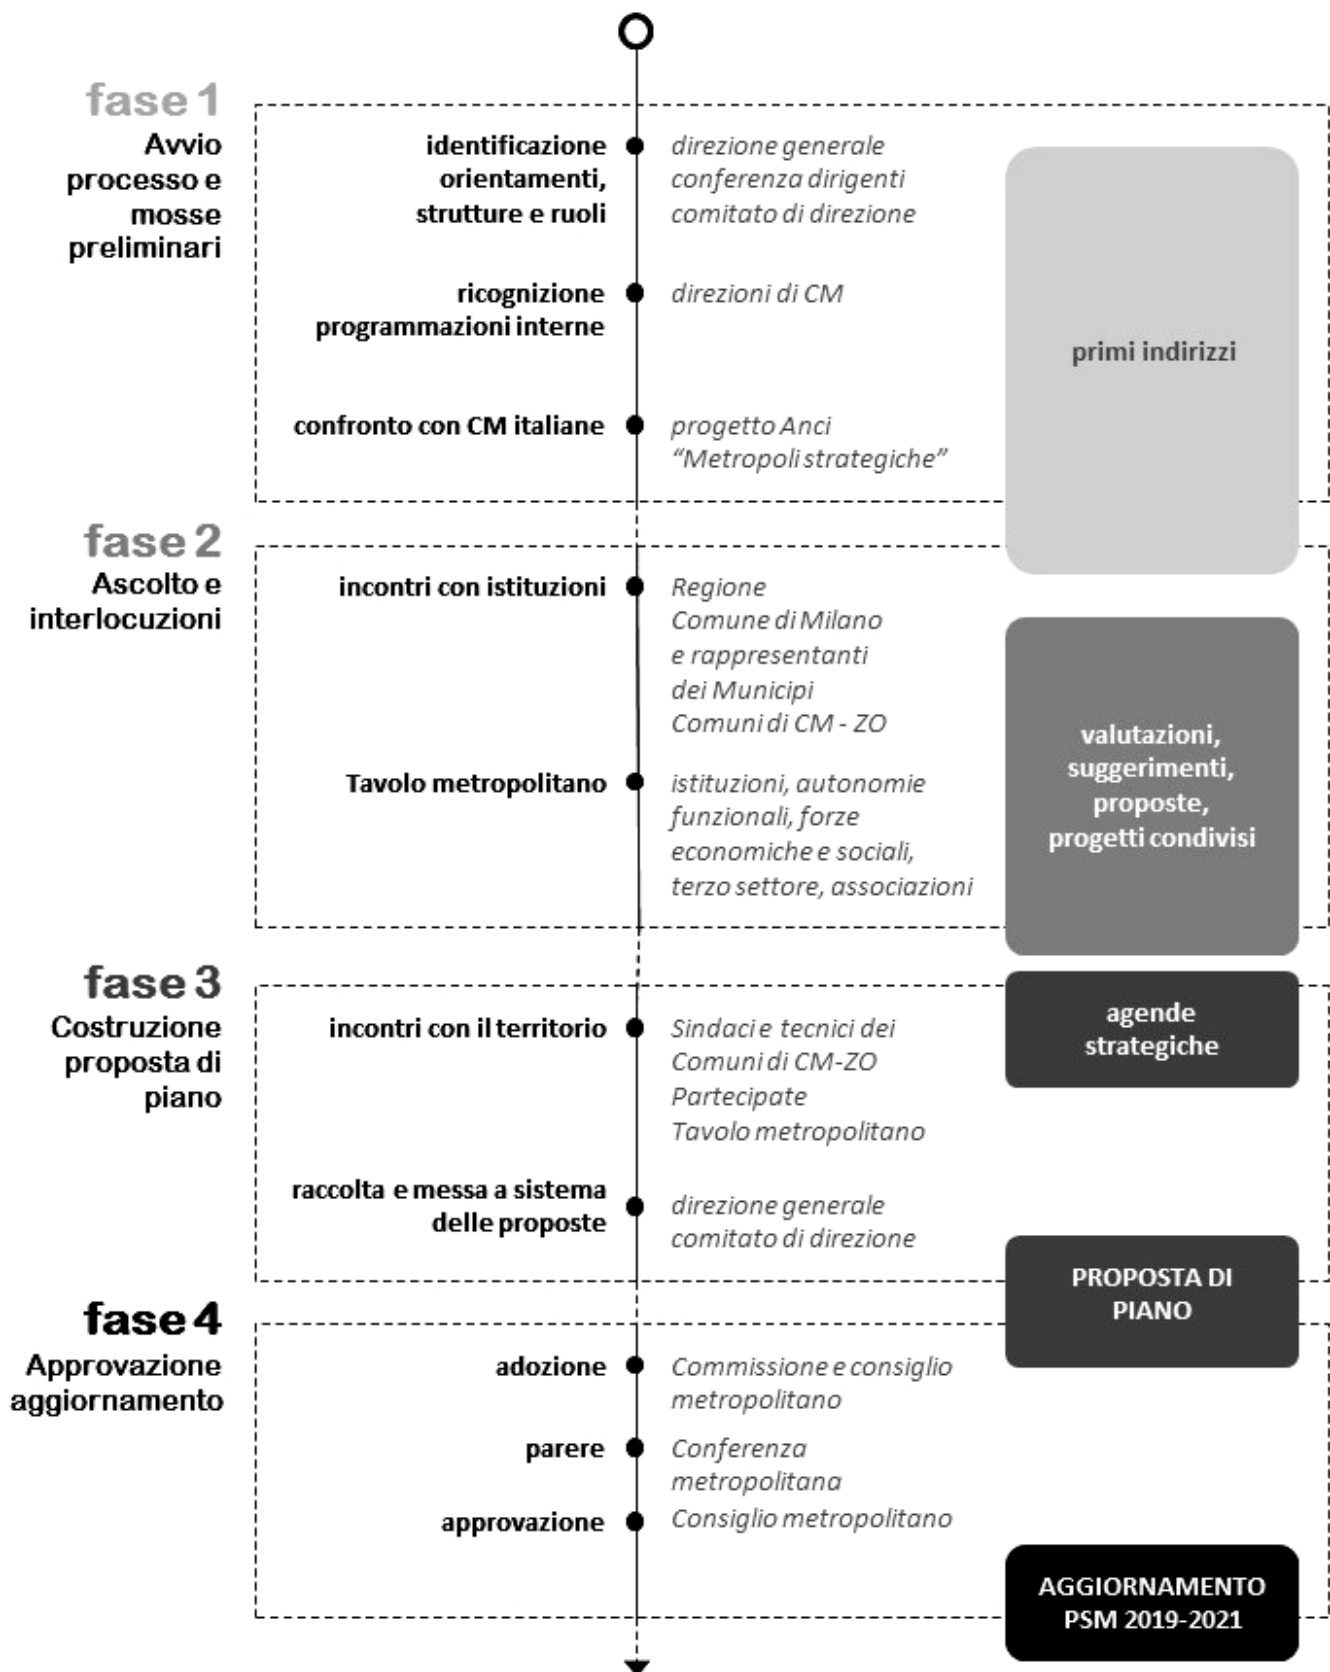 fase 1
Avvio
processo e
mosse
preliminari
identificazione
orientamenti,
strutture e ruoli
direzione generale
conferenza dirigenti
comitato di direzione
ricognizione
programmazioni interne
direzioni di CM
confronto con CM italiane
progetto Anci
“Metropoli strategiche”
primi indirizzi
fase 2
Ascolto e
interlocuzioni
incontri con istituzioni
Regione
Comune di Milano
e rappresentanti
dei Municipi
Comuni di CM - ZO
Tavolo metropolitano
istituzioni, autonomie
funzionali, forze
economiche e sociali,
terzo settore, associazioni
valutazioni,
suggerimenti,
proposte,
progetti condivisi
fase 3
Costruzione
proposta di
piano
incontri con il territorio
Sindaci e tecnici dei
Comuni di CM-ZO
Partecipate
Tavolo metropolitano
agende
strategiche
raccolta e messa a sistema
delle proposte
direzione generale
comitato di direzione
PROPOSTA DI
PIANO
fase 4
Approvazione
aggiornamento
adozione
Commissione e consiglio
metropolitano
parere
Conferenza
metropolitana
approvazione
Consiglio metropolitano
AGGIORNAMENTO
PSM 2019-2021